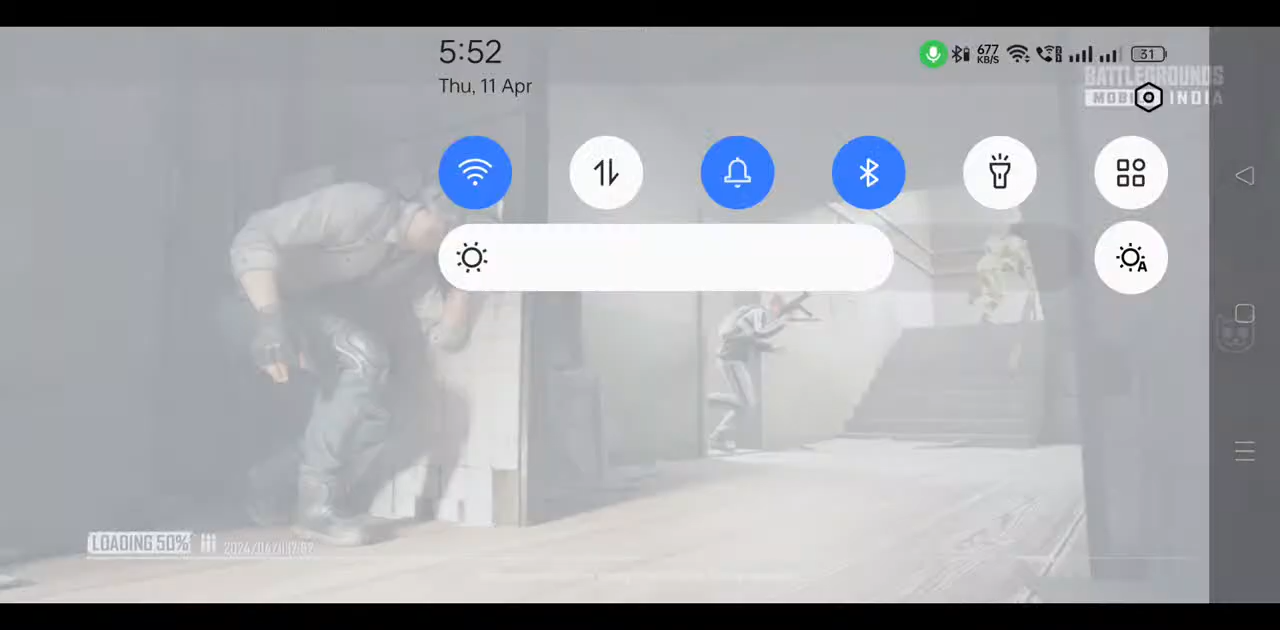 5:52
677
KB/S
31
Thu, 11 Apr
BATTLEGROUNDS
MOBILE INDIA
A
LOADING 50%